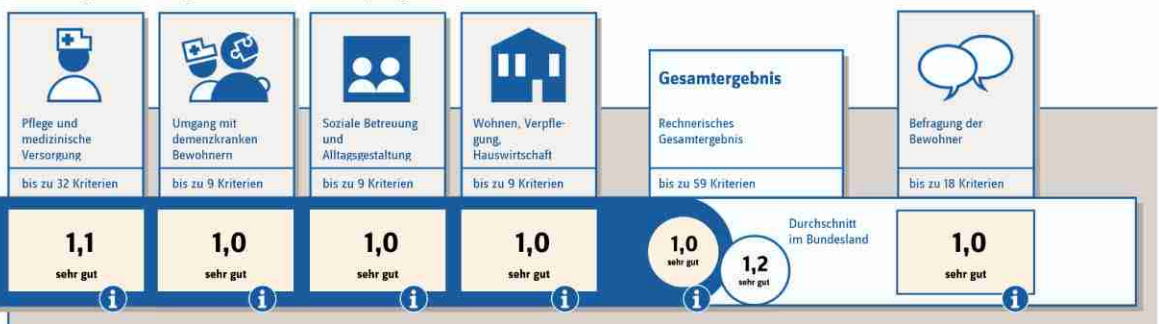 Pflege und
medizinische
Versorgung
bis zu 32 Kriterien
1,1
sehr gut
Umgang mit
demenzkranken
Bewohnern
bis zu 9 Kriterien
1,0
sehr gut
Soziale Betreuung
und
Alltagsgestaltung
bis zu 9 Kriterien
1,0
sehr gut
Wohnen, Verpfle-
gung,
Hauswirtschaft
bis zu 9 Kriterien
1,0
sehr gut
Gesamtergebnis
Rechnerisches
Gesamtergebnis
bis zu 59 Kriterien
1,0
sehr gut
1,2
sehr gut
Durchschnitt
im Bundesland
Befragung der
Bewohner
bis zu 18 Kriterien
1,0
sehr gut